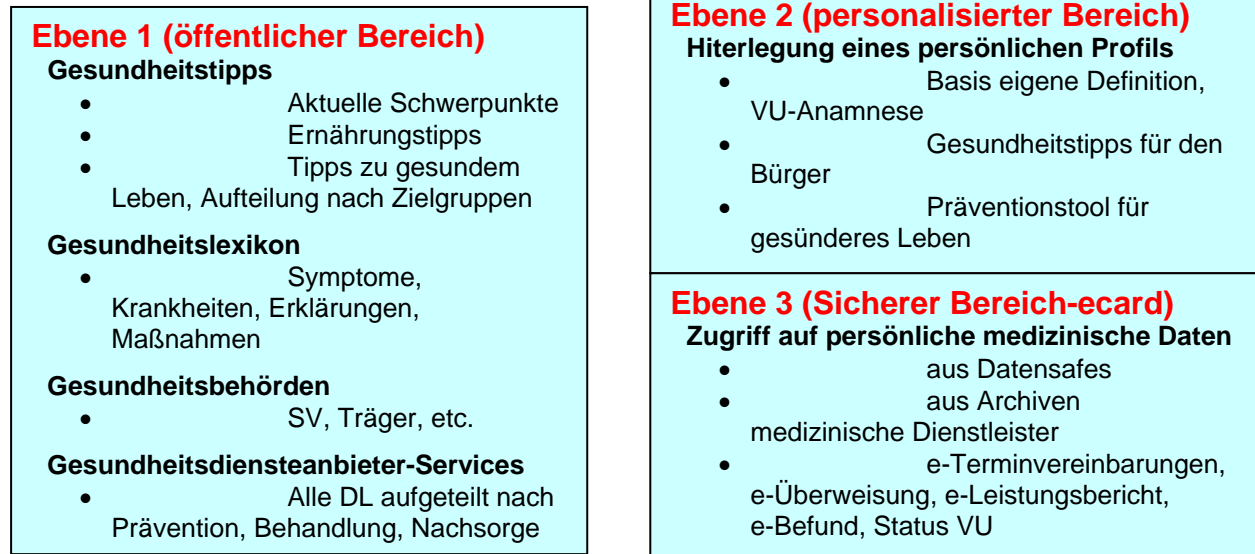 Ebene 1 (öffentlicher Bereich)
Gesundheitstipps
• Aktuelle Schwerpunkte
• Ernährungstipps
• Tipps zu gesundem
Leben, Aufteilung nach Zielgruppen
Gesundheitslexikon
• Symptome,
Krankheiten, Erklärungen,
Maßnahmen
Gesundheitsbehörden
• SV, Träger, etc.
Gesundheitsdiensteanbieter-Services
• Alle DL aufgeteilt nach
Prävention, Behandlung, Nachsorge
Ebene 2 (personalisierter Bereich)
Hiterlegung eines persönlichen Profils
• Basis eigene Definition,
VU-Anamnese
• Gesundheitstipps für den
Bürger
• Präventionstool für
gesünderes Leben
Ebene 3 (Sicherer Bereich-ecard)
Zugriff auf persönliche medizinische Daten
• aus Datensafes
• aus Archiven
medizinische Dienstleister
• e-Terminvereinbarungen,
e-Überweisung, e-Leistungsbericht,
e-Befund, Status VU